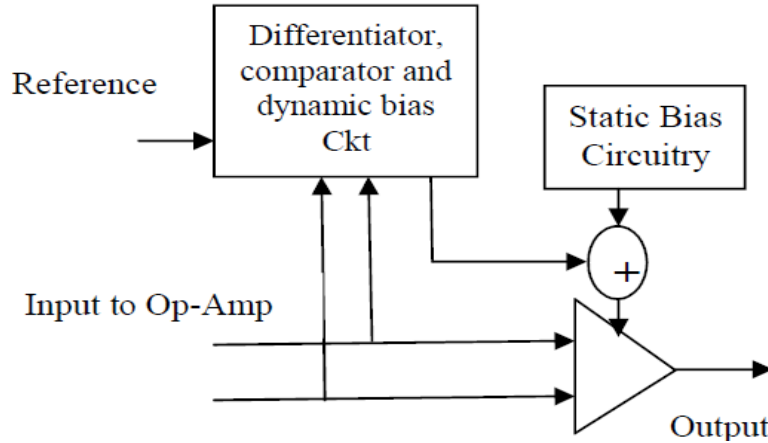 Differentiator,
comparator and
dynamic bias
Ckt
Reference
Static Bias
Circuitry
+
Input to Op-Amp
Output